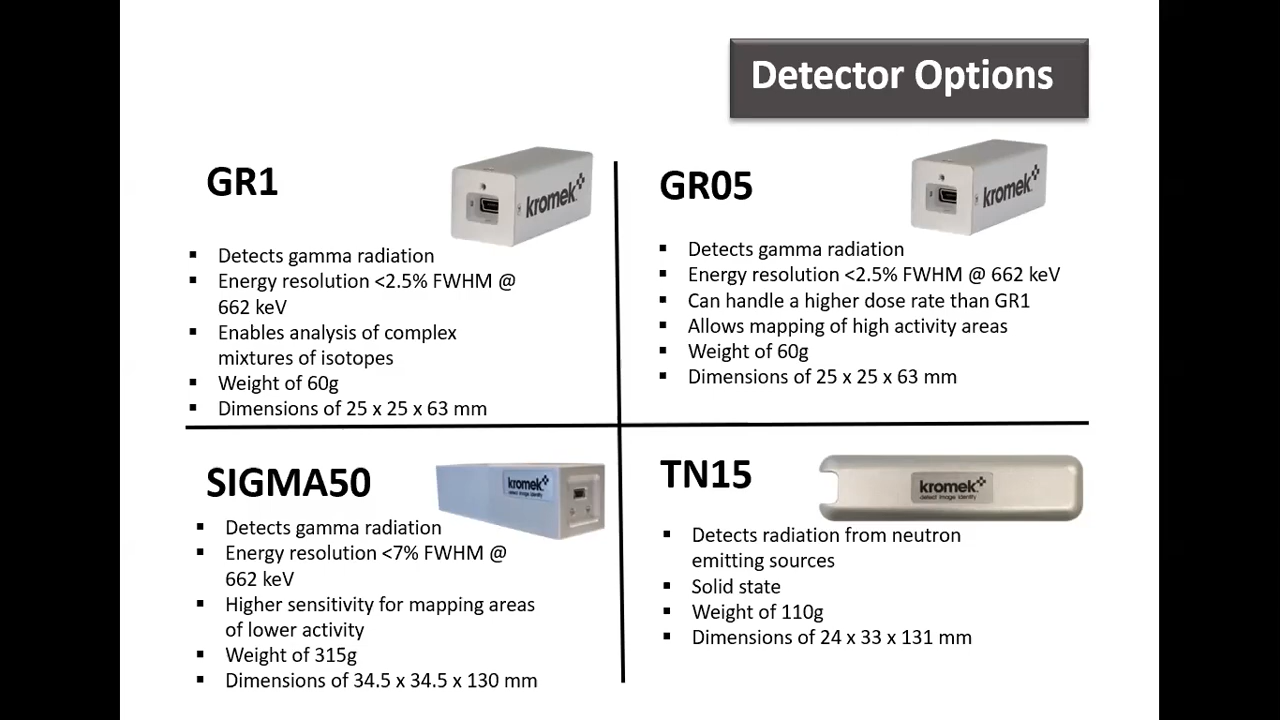 Detector Options
GR1
kromek
▪ Detects gamma radiation
▪ Energy resolution <2.5% FWHM @
662 keV
▪ Enables analysis of complex
mixtures of isotopes
▪ Weight of 60g
▪ Dimensions of 25 x 25 x 63 mm
GR05
kromek
▪ Detects gamma radiation
▪ Energy resolution <2.5% FWHM @ 662 keV
▪ Can handle a higher dose rate than GR1
▪ Allows mapping of high activity areas
▪ Weight of 60g
▪ Dimensions of 25 x 25 x 63 mm
SIGMA50
kromek
detect image identify
▪ Detects gamma radiation
▪ Energy resolution <7% FWHM @
662 keV
▪ Higher sensitivity for mapping areas
of lower activity
▪ Weight of 315g
▪ Dimensions of 34.5 x 34.5 x 130 mm
TN15
kromek
detect image identify
▪ Detects radiation from neutron
emitting sources
▪ Solid state
▪ Weight of 110g
▪ Dimensions of 24 x 33 x 131 mm